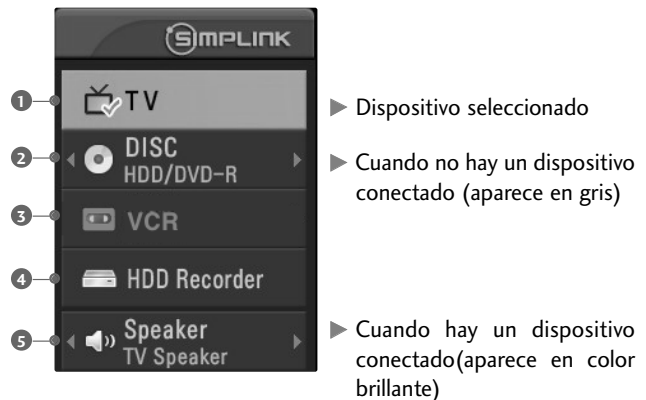 SIMPLINK
1 TV
▶ Dispositivo seleccionado
2 DISC
HDD/DVD-R
▶ Cuando no hay un dispositivo
conectado (aparece en gris)
3 VCR
4 HDD Recorder
5 Speaker
TV Speaker
▶ Cuando hay un dispositivo
conectado(aparece en color
brillante)